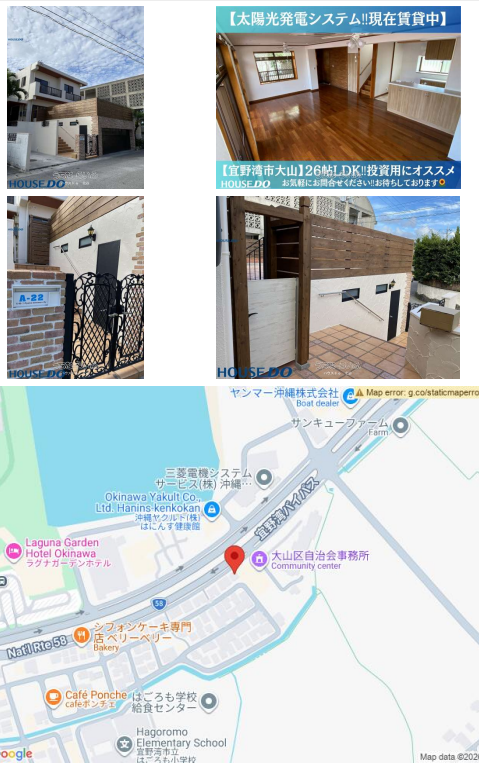 HOUSE DO
【太陽光発電システム!!現在賃貸中】
【宜野湾市大山】26帖LDK!!投資用にオススメ
お気軽にお問合せください!!お待ちしております
HOUSE DO
A-22
HOUSE DO
HOUSE DO
ヤンマー沖縄株式会社
Boat dealer
Map error: g.co/staticmaperro
サンキューファーム
Farm
三菱電機システム
サービス(株) 沖縄…
Okinawa Yakult Co.,
Ltd. Hanins kenkokan
沖縄ヤクルト(株)
はにんす健康館
宜野湾バイパス
Laguna Garden
Hotel Okinawa
ラグナガーデンホテル
大山区自治会事務所
Community center
58
Nat'l Rte 58
シフォンケーキ専門
店 ベリーベリー
Bakery
Café Ponche
cafeポンチェ
はごろも学校
給食センター
Hagoromo
Elementary School
宜野湾市立
はごろも小学校
oogle
Map data ©202